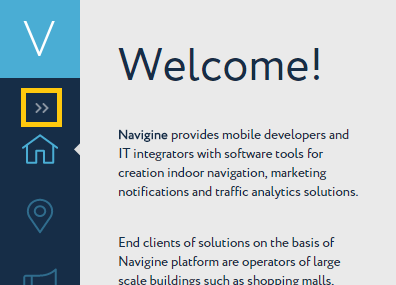 V
»
Welcome!
Navigine provides mobile developers and
IT integrators with software tools for
creation indoor navigation, marketing
notifications and traffic analytics solutions.
End clients of solutions on the basis of
Navigine platform are operators of large
scale buildings such as shopping malls,